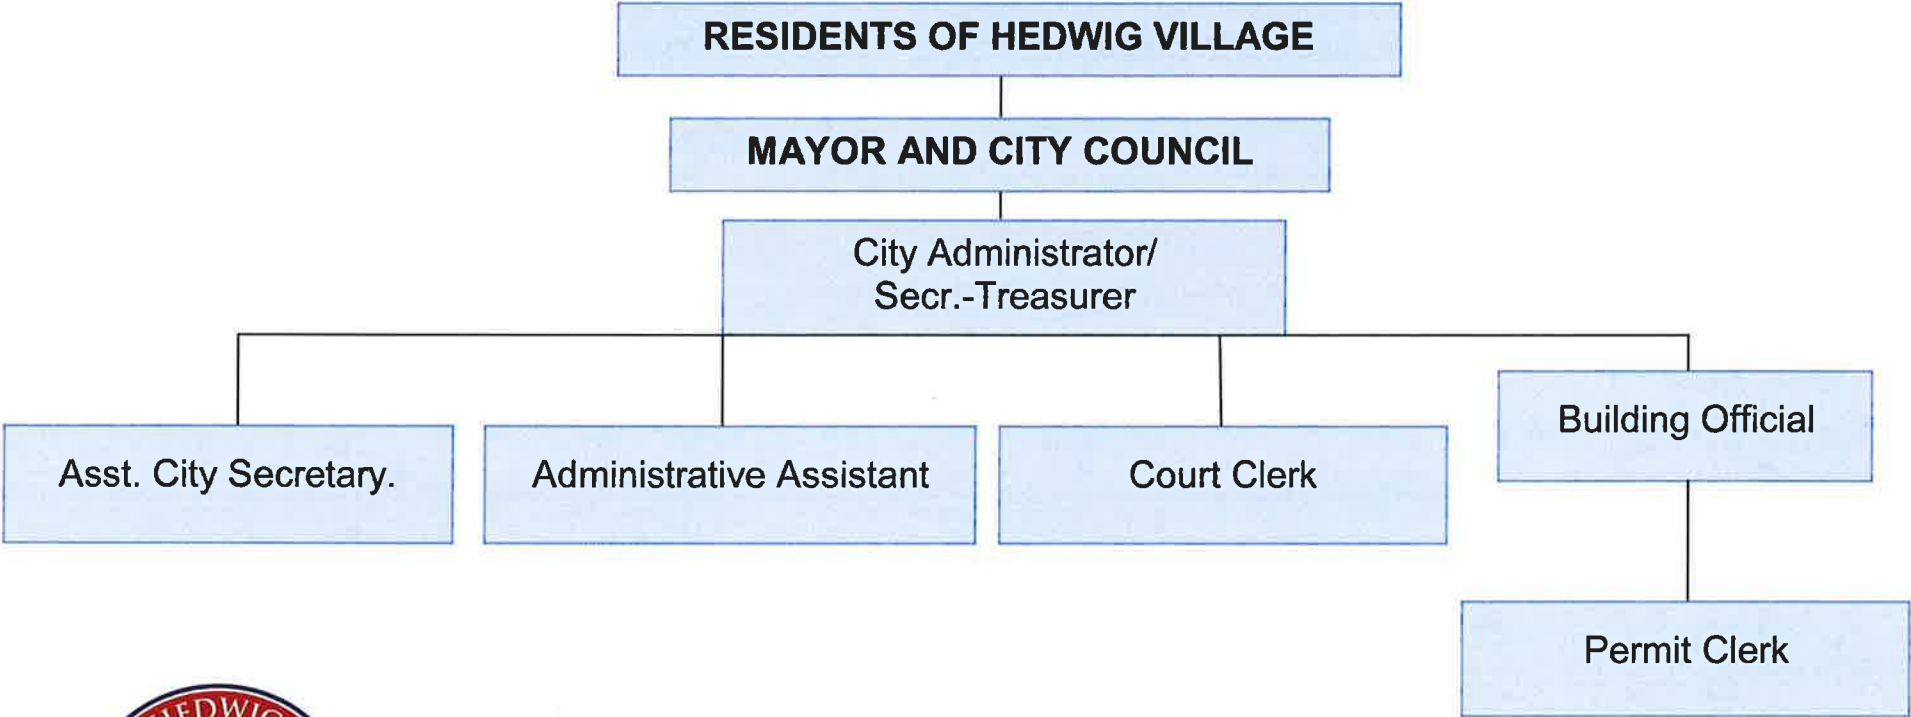 RESIDENTS OF HEDWIG VILLAGE
MAYOR AND CITY COUNCIL
City Administrator/
Secr.-Treasurer
Building Official
Asst. City Secretary.
Administrative Assistant
Court Clerk
Permit Clerk
HEDWIG